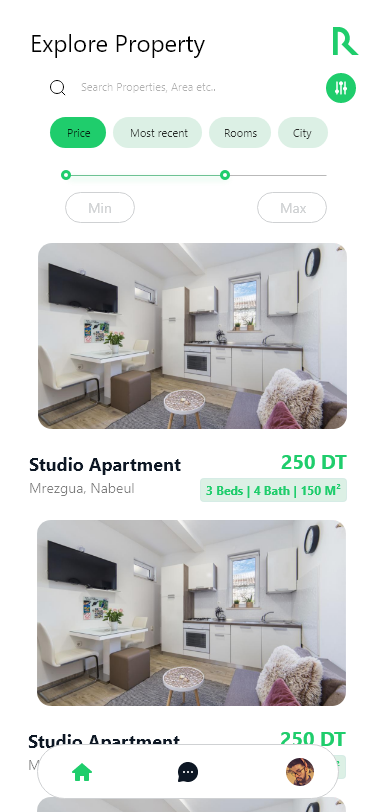 Explore Property
R
Search Properties, Area etc..
Price
Most recent
Rooms
City
Min
Max
Studio Apartment
250 DT
Mrezgua, Nabeul
3 Beds | 4 Bath | 150 M²
Studio Apartment
250 DT
M
²